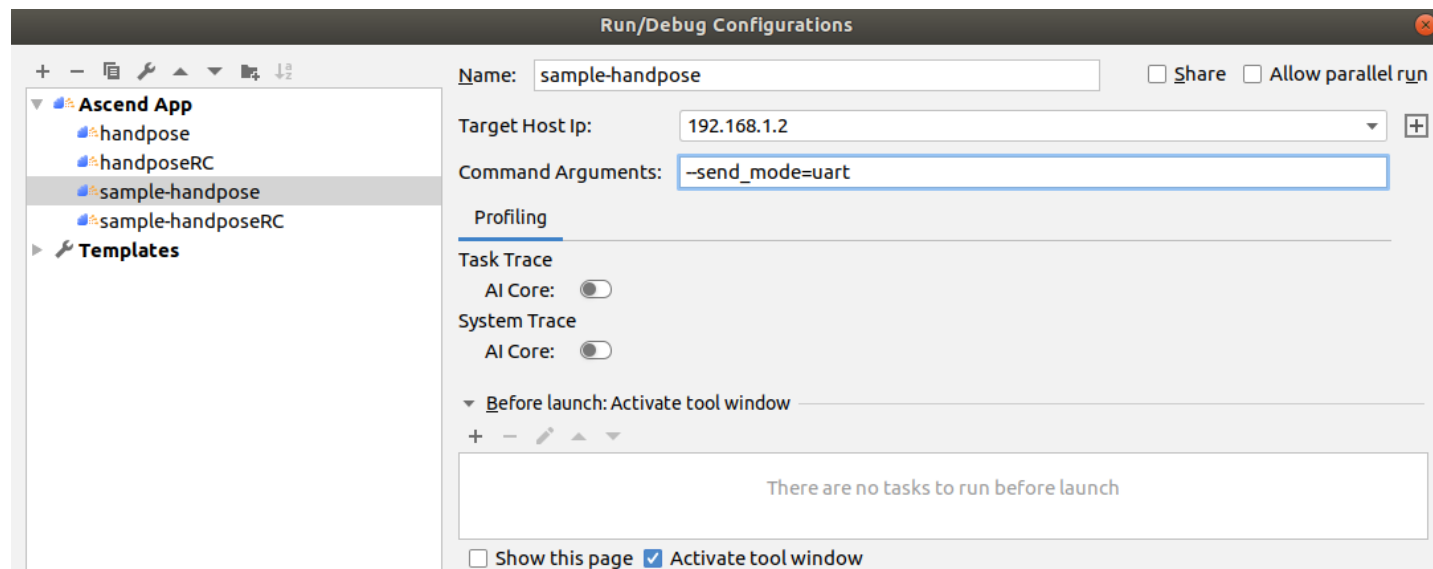 Run/Debug Configurations
Name: sample-handpose Share Allow parallel run
Ascend App
handpose
handposeRC
sample-handpose
sample-handposeRC
Templates
Target Host Ip: 192.168.1.2
Command Arguments: --send_mode=uart
Profiling
Task Trace
AI Core:
System Trace
AI Core:
Before launch: Activate tool window
There are no tasks to run before launch
Show this page Activate tool window